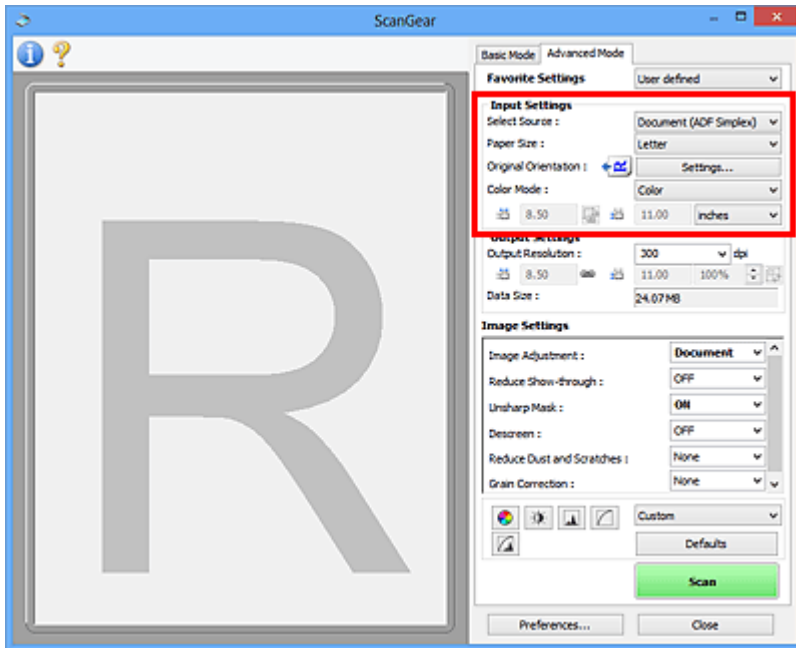 ScanGear
Basic Mode Advanced Mode
Favorite Settings User defined
Input Settings
Select Source : Document (ADF Simplex)
Paper Size : Letter
Original Orientation : R Settings...
Color Mode : Color
8.50 11.00 inches
Output Settings
Output Resolution : 300 dpi
8.50 11.00 100%
Data Size : 24.07 MB
Image Settings
Image Adjustment : Document
Reduce Show-through : OFF
Unsharp Mask : ON
Descreen : OFF
Reduce Dust and Scratches : None
Grain Correction : None
Custom
Defaults
Scan
Preferences... Close
R